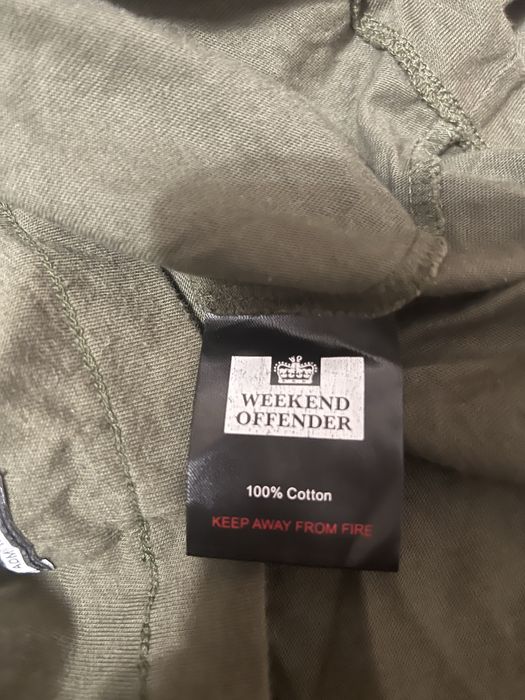 WEEKEND
OFFENDER
100% Cotton
KEEP AWAY FROM FIRE